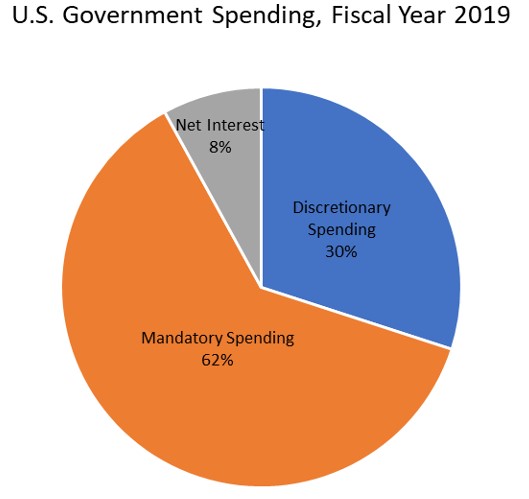 U.S. Government Spending, Fiscal Year 2019
Net Interest
8%
Discretionary
Spending
30%
Mandatory Spending
62%